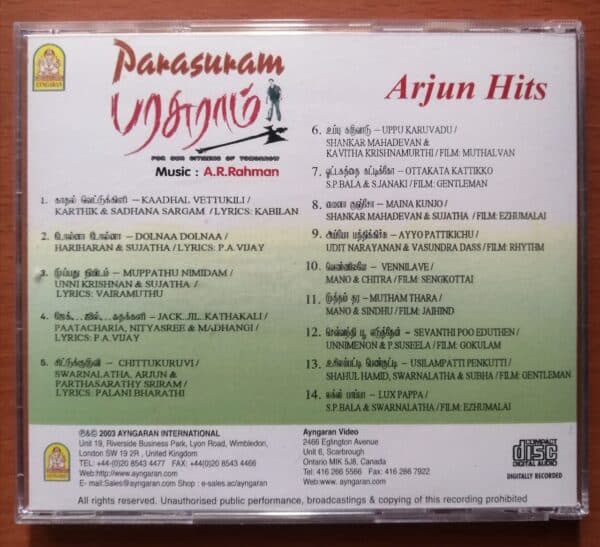 AYNGARAN
Parasuram
பரசுராம்
FOR OUR CITIZENS OF TOMORROW
Music : A.R.Rahman
1. காதல் வெட்டுக்கிளி – KAADHAL VETTUKILI /
KARTHIK & SADHANA SARGAM / LYRICS: KABILAN
2. டோல்னா டோல்னா – DOLNAA DOLNAA /
HARIHARAN & SUJATHA / LYRICS: P.A.VIJAY
3. முப்பது நிமிடம் – MUPPATHU NIMIDAM /
UNNI KRISHNAN & SUJATHA /
LYRICS: VAIRAMUTHU
4. ஜேக்...ஜில்...கதகளி – JACK..JIL..KATHAKALI /
PAATACHARIA, NITYASREE & MADHANGI /
LYRICS: P.A.VIJAY
5. சிட்டுக்குருவி – CHITTUKURUVI /
SWARNALATHA, ARJUN &
PARTHASARATHY SRIRAM /
LYRICS: PALANI BHARATHI
Arjun Hits
6. உப்பு கருவாடு – UPPU KARUVADU /
SHANKAR MAHADEVAN &
KAVITHA KRISHNAMURTHI / FILM: MUTHALVAN
7. ஒட்டகத்தை கட்டிக்கோ – OTTAKATA KATTIKKO
S.P.BALA & S.JANAKI / FILM: GENTLEMAN
8. மைனா குஞ்சோ – MAINA KUNJO /
SHANKAR MAHADEVAN & SUJATHA / FILM: EZHUMALAI
9. அய்யோ பத்திக்கிச்சு – AYYO PATTIKICHU /
UDIT NARAYANAN & VASUNDRA DASS / FILM: RHYTHM
10. வெண்ணிலவே – VENNILAVE /
MANO & CHITRA / FILM: SENGKOTTAI
11. முத்தம் தர – MUTHAM THARA /
MANO & SINDHU / FILM: JAIHIND
12. செவ்வந்தி பூ எடுத்தேன் – SEVANTHI POO EDUTHEN /
UNNIMENON & P.SUSEELA / FILM: GOKULAM
13. உசிலம்பட்டி பெண்குட்டி – USILAMPATTI PENKUTTI /
SHAHUL HAMID, SWARNALATHA & SUBHA / FILM: GENTLEMAN
14. லக்ஸ் பாப்பா – LUX PAPPA /
S.P.BALA & SWARNALATHA / FILM: EZHUMALAI
AYNGARAN
℗&© 2003 AYNGARAN INTERNATIONAL
Unit 19, Riverside Business Park, Lyon Road, Wimbledon,
London SW 19 2R , United Kingdom
TEL: +44-(0)20 8543 4477 FAX: +44(0)20 8543 4466
Web:http://www.ayngaran.com
E- mail:Sales@ayngaran.com Shop : e-sales.ac/ayngaran
Ayngaran Video
2466 Eglington Avenue
Unit 6, Scarbrough
Ontario MIK 5J8, Canada
Tel: 416 266 5566 Fax: 416 266 7922
Web.www.ayngaran.com
COMPACT
disc
DIGITAL AUDIO
DIGITALLY RECORDED
All rights reserved. Unauthorised public performance, broadcastings & copying of this recording prohibited